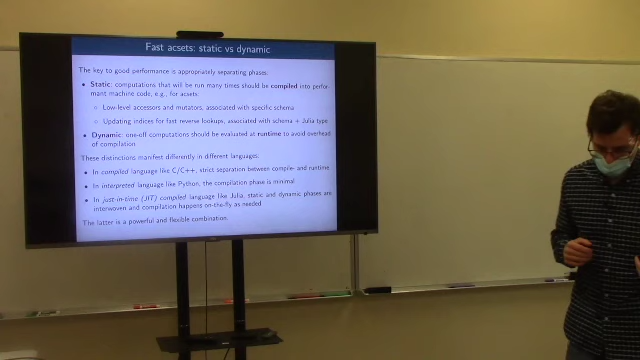 Fast acsets: static vs dynamic
The key to good performance is appropriately separating phases:
• Static: computations that will be run many times should be compiled into perfor-
mant machine code, e.g., for acsets:
○ Low-level accessors and mutators, associated with specific schema
○ Updating indices for fast reverse lookups, associated with schema + Julia type
• Dynamic: one-off computations should be evaluated at runtime to avoid overhead
of compilation
These distinctions manifest differently in different languages:
• In compiled language like C/C++, strict separation between compile- and runtime
• In interpreted language like Python, the compilation phase is minimal
• In just-in-time (JIT) compiled language like Julia, static and dynamic phases are
interwoven and compilation happens on-the-fly as needed
The latter is a powerful and flexible combination.